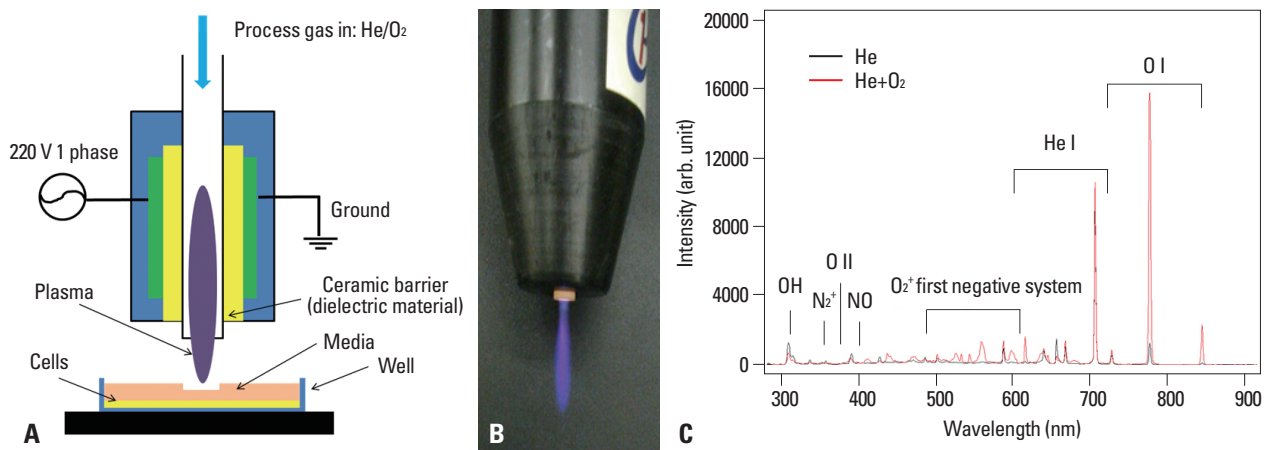 Process gas in: He/O₂
220 V 1 phase
Ground
Ceramic barrier
(dielectric material)
Plasma
Media
Cells
Well
A
B
20000
16000
12000
8000
4000
0
Intensity (arb. unit)
He
He+O₂
O I
He I
O II
OH
N₂⁺
NO
O₂⁺ first negative system
300
400
500
600
700
800
900
Wavelength (nm)
C